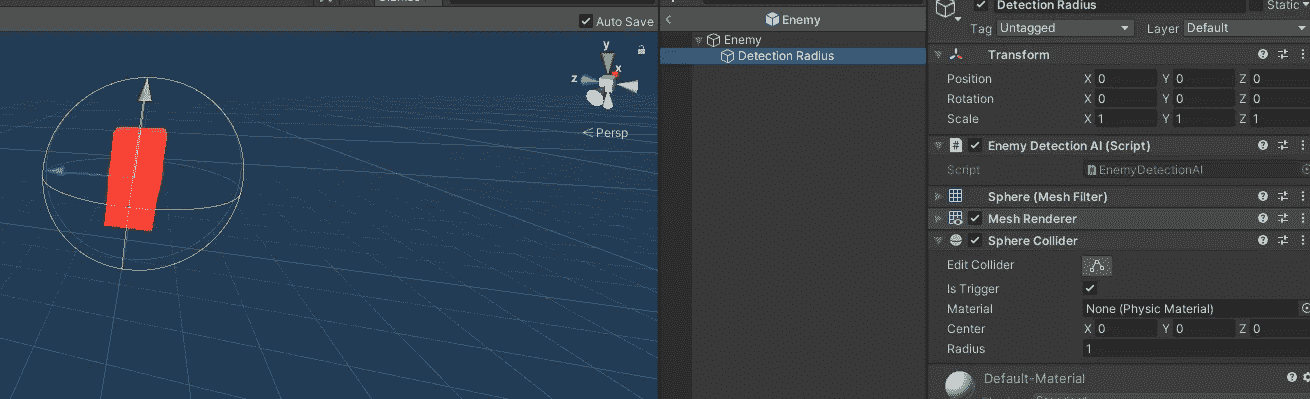 Auto Save
y
x
z
Persp
Enemy
Enemy
Detection Radius
Detection Radius
Static
Tag Untagged Layer Default
Transform
Position X 0 Y 0 Z 0
Rotation X 0 Y 0 Z 0
Scale X 1 Y 1 Z 1
# Enemy Detection AI (Script)
Script EnemyDetectionAI
Sphere (Mesh Filter)
Mesh Renderer
Sphere Collider
Edit Collider
Is Trigger
Material None (Physic Material)
Center X 0 Y 0 Z 0
Radius 1
Default-Material